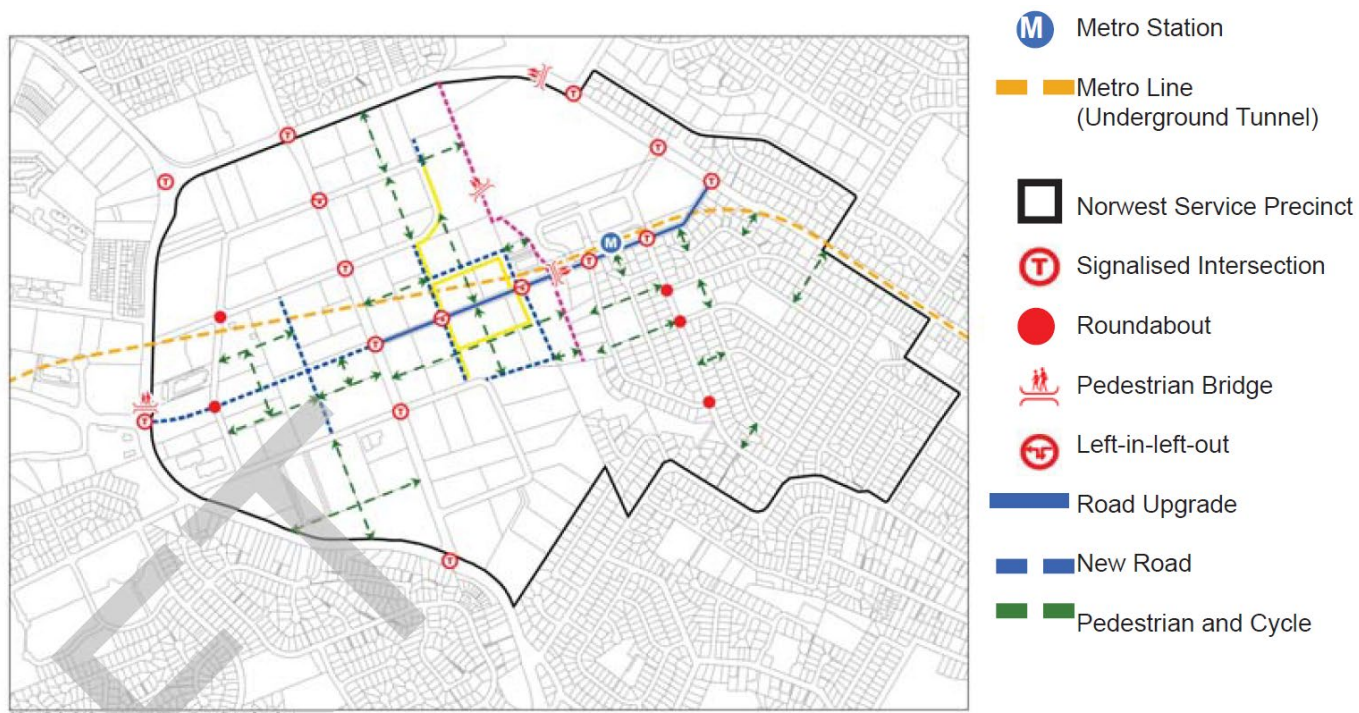 M Metro Station
Metro Line
(Underground Tunnel)
Norwest Service Precinct
T Signalised Intersection
Roundabout
Pedestrian Bridge
Left-in-left-out
Road Upgrade
New Road
Pedestrian and Cycle
T
T
T
T
T
M
T
T
T
T
T
T
T